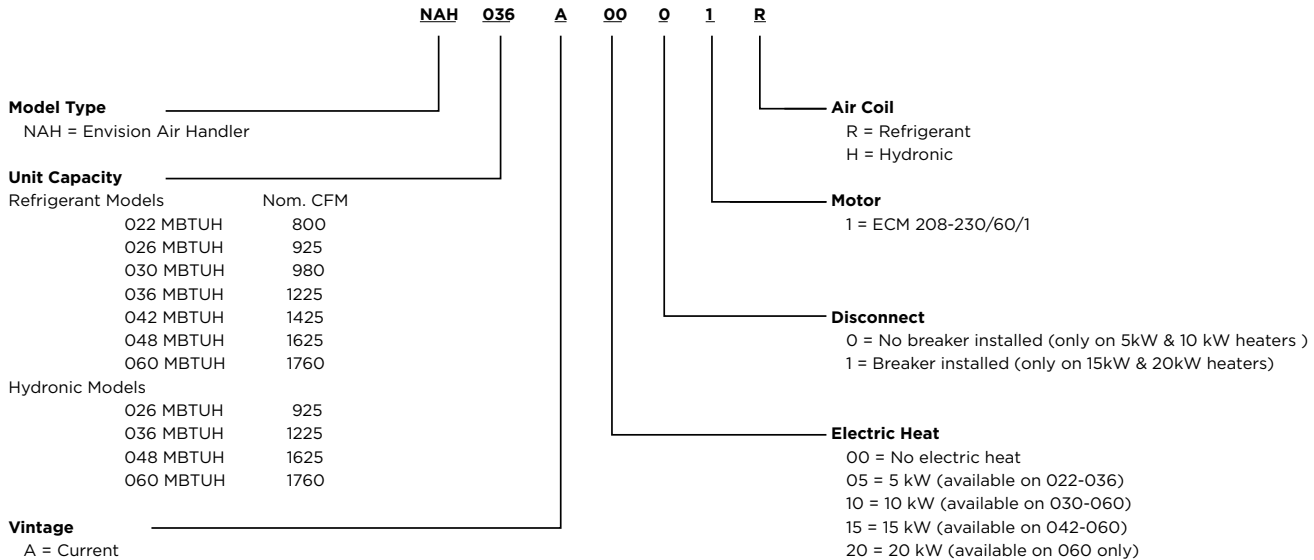 NAH 036 A 00 0 1 R
Model Type
NAH = Envision Air Handler
Unit Capacity
Refrigerant Models Nom. CFM
022 MBTUH 800
026 MBTUH 925
030 MBTUH 980
036 MBTUH 1225
042 MBTUH 1425
048 MBTUH 1625
060 MBTUH 1760
Hydronic Models
026 MBTUH 925
036 MBTUH 1225
048 MBTUH 1625
060 MBTUH 1760
Vintage
A = Current
Air Coil
R = Refrigerant
H = Hydronic
Motor
1 = ECM 208-230/60/1
Disconnect
0 = No breaker installed (only on 5kW & 10 kW heaters )
1 = Breaker installed (only on 15kW & 20kW heaters)
Electric Heat
00 = No electric heat
05 = 5 kW (available on 022-036)
10 = 10 kW (available on 030-060)
15 = 15 kW (available on 042-060)
20 = 20 kW (available on 060 only)